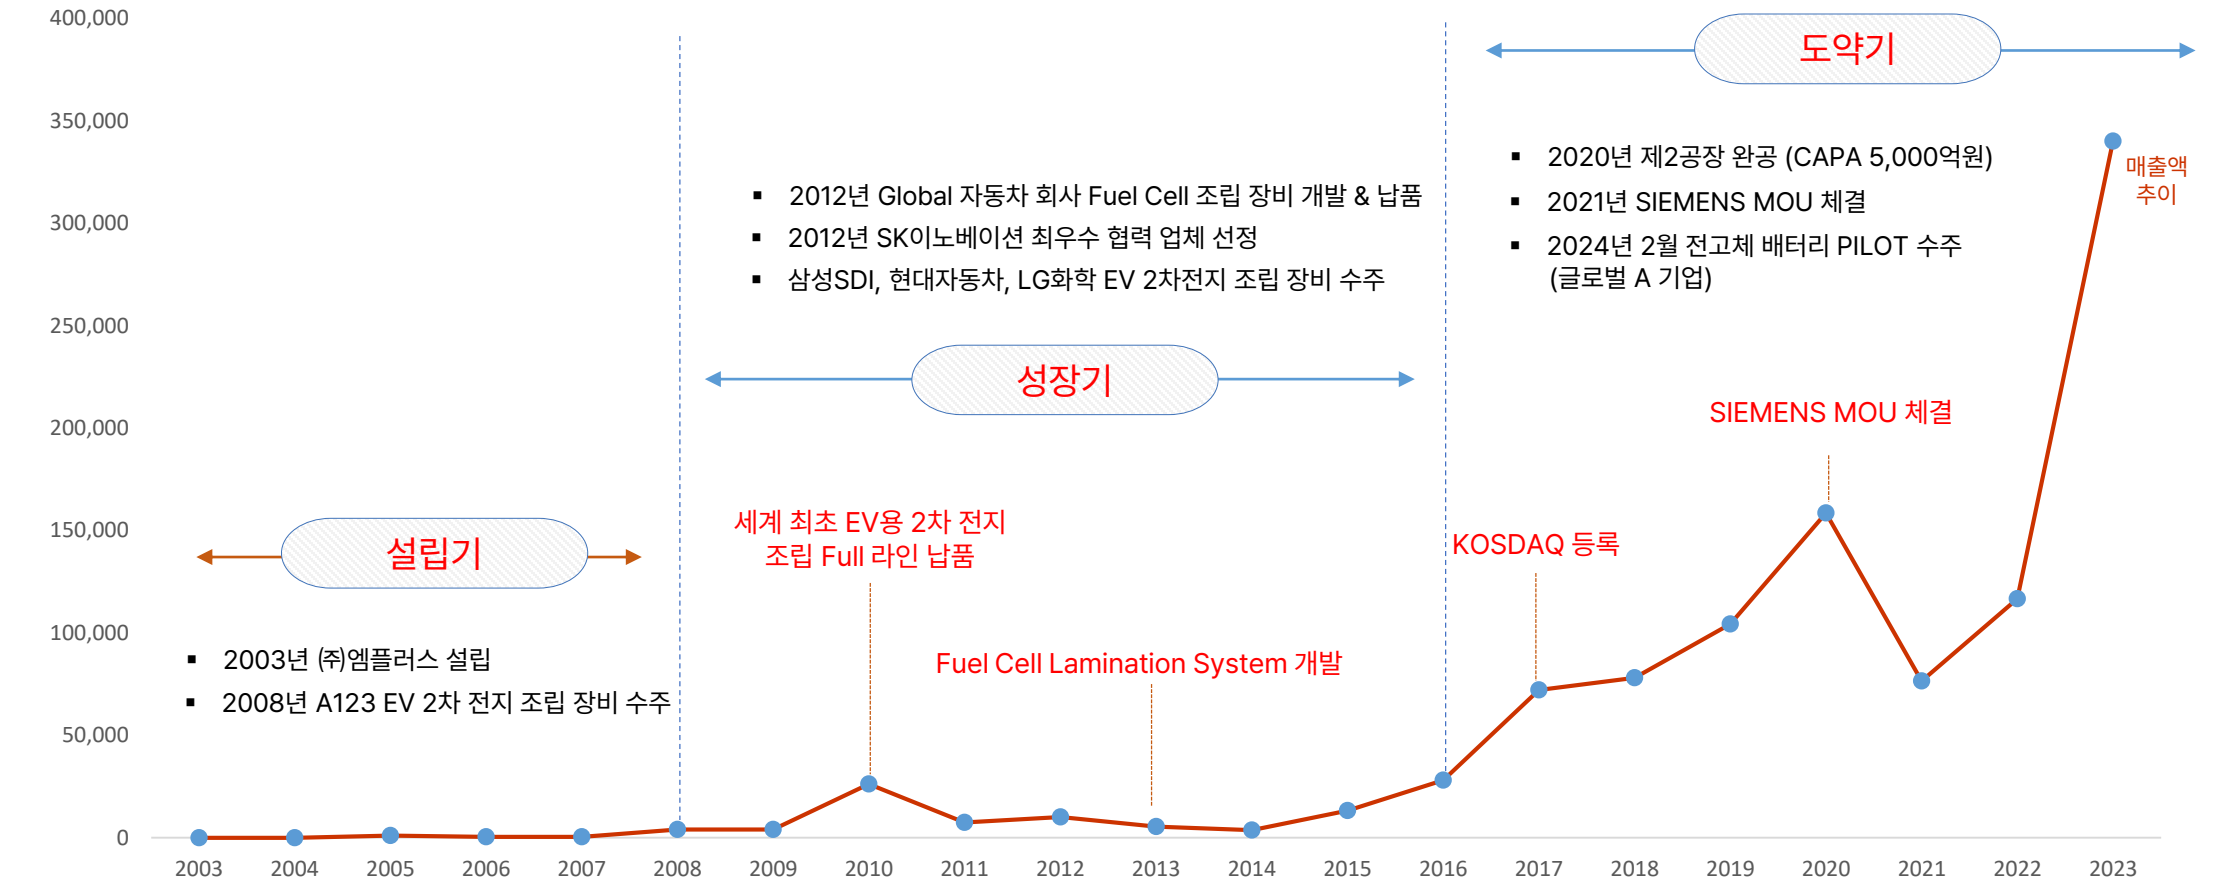 400,000
350,000
300,000
250,000
200,000
150,000
100,000
50,000
0
설립기
▪ 2003년 ㈜엠플러스 설립
▪ 2008년 A123 EV 2차 전지 조립 장비 수주
▪ 2012년 Global 자동차 회사 Fuel Cell 조립 장비 개발 & 납품
▪ 2012년 SK이노베이션 최우수 협력 업체 선정
▪ 삼성SDI, 현대자동차, LG화학 EV 2차전지 조립 장비 수주
성장기
세계 최초 EV용 2차 전지
조립 Full 라인 납품
Fuel Cell Lamination System 개발
도약기
▪ 2020년 제2공장 완공 (CAPA 5,000억원)
▪ 2021년 SIEMENS MOU 체결
▪ 2024년 2월 전고체 배터리 PILOT 수주
(글로벌 A 기업)
매출액
추이
SIEMENS MOU 체결
KOSDAQ 등록
2003 2004 2005 2006 2007 2008 2009 2010 2011 2012 2013 2014 2015 2016 2017 2018 2019 2020 2021 2022 2023